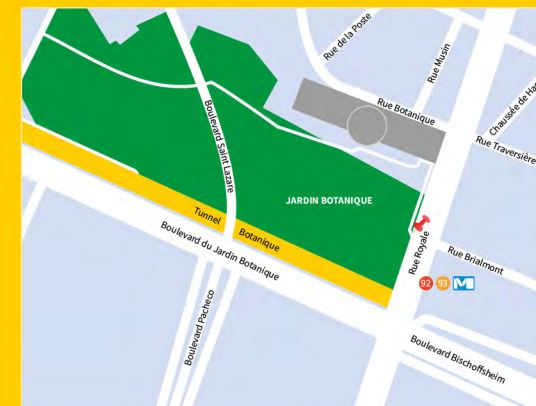 Rue de la Poste
Rue Musin
Rue Botanique
Chaussée de Hae
Rue Traversière
Boulevard Saint Lazare
JARDIN BOTANIQUE
Tunnel Botanique
Boulevard du Jardin Botanique
Rue Royale
Rue Brialmont
92 93 M
Boulevard Pacheco
Boulevard Bischoffsheim